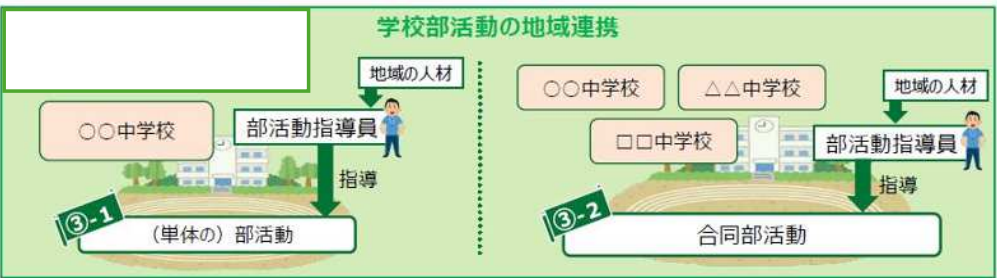 学校部活動の地域連携
地域の人材
○○中学校
部活動指導員
指導
③-1
（単体の）部活動
○○中学校
△△中学校
□□中学校
地域の人材
部活動指導員
指導
③-2
合同部活動